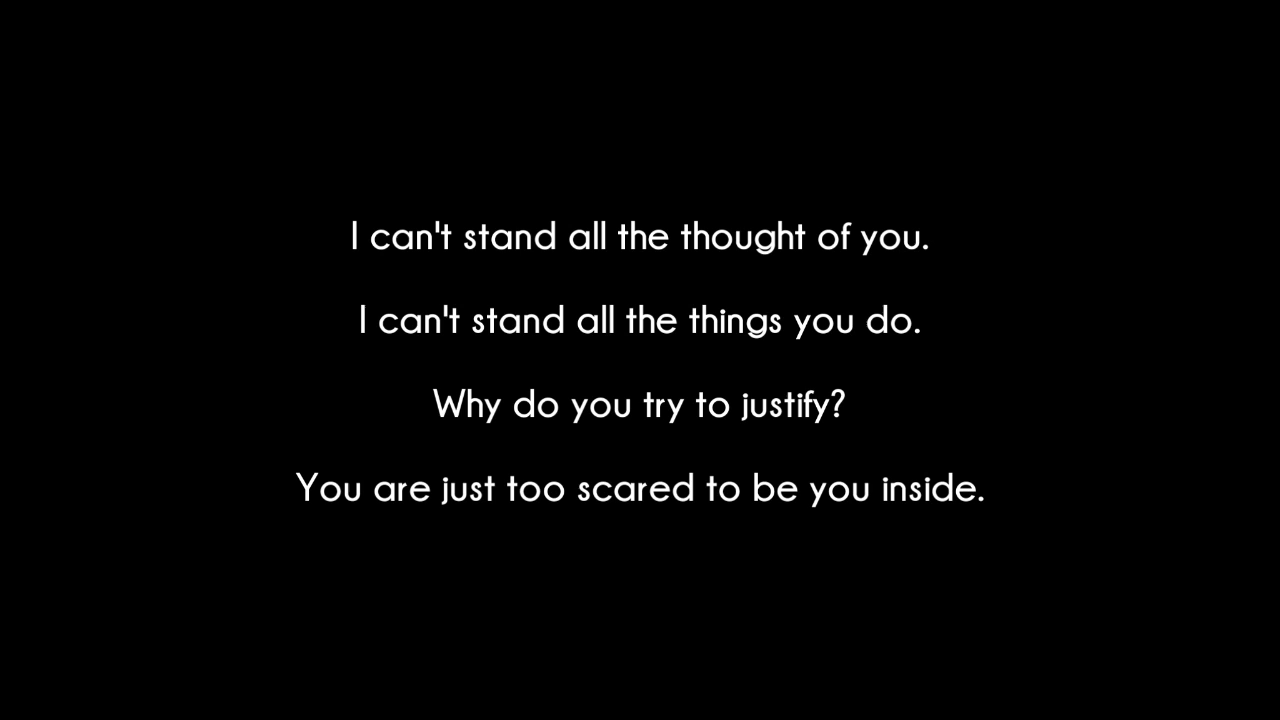 I can't stand all the thought of you.
I can't stand all the things you do.
Why do you try to justify?
You are just too scared to be you inside.